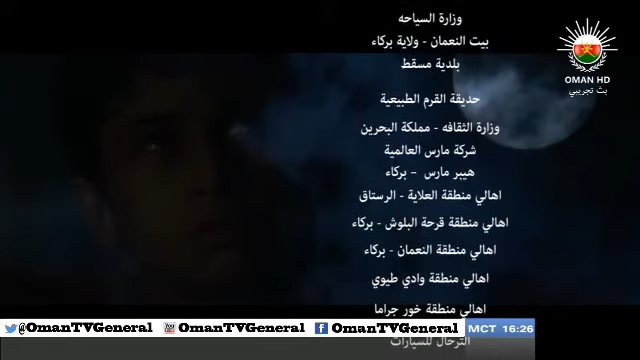 وزارة السياحه
بيت النعمان - ولاية بركاء
بلدية مسقط
حديقة القرم الطبيعية
وزارة الثقافه - مملكة البحرين
شركة مارس العالمية
هيبر مارس - بركاء
اهالي منطقة العلاية - الرستاق
اهالي منطقة قرحة البلوش - بركاء
اهالي منطقة النعمان - بركاء
اهالي منطقة وادي طيوي
اهالي منطقة خور جراما
الترحال للسيارات
OMAN HD
بث تجريبي
@OmanTVGeneral
OmanTVGeneral
OmanTVGeneral
MCT 16:26